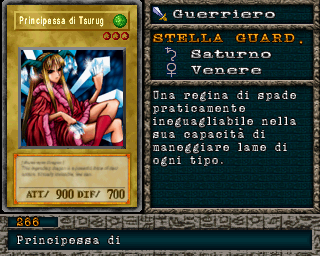 Principessa di Tsurug
ATT/ 900 DIF/ 700
Guerriero
STELLA GUARD.
Saturno
Venere
Una regina di spade
praticamente
ineguagliabile nella
sua capacità di
maneggiare lame di
ogni tipo.
266
Principessa di